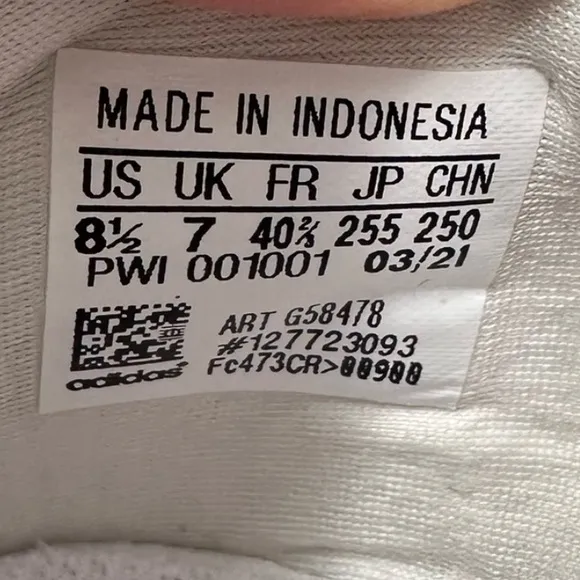 MADE IN INDONESIA
US UK FR JP CHN
8½ 7 40⅔ 255 250
PWI 001001 03/21
ART G58478
#127723093
Fc473CR>00900
adidas